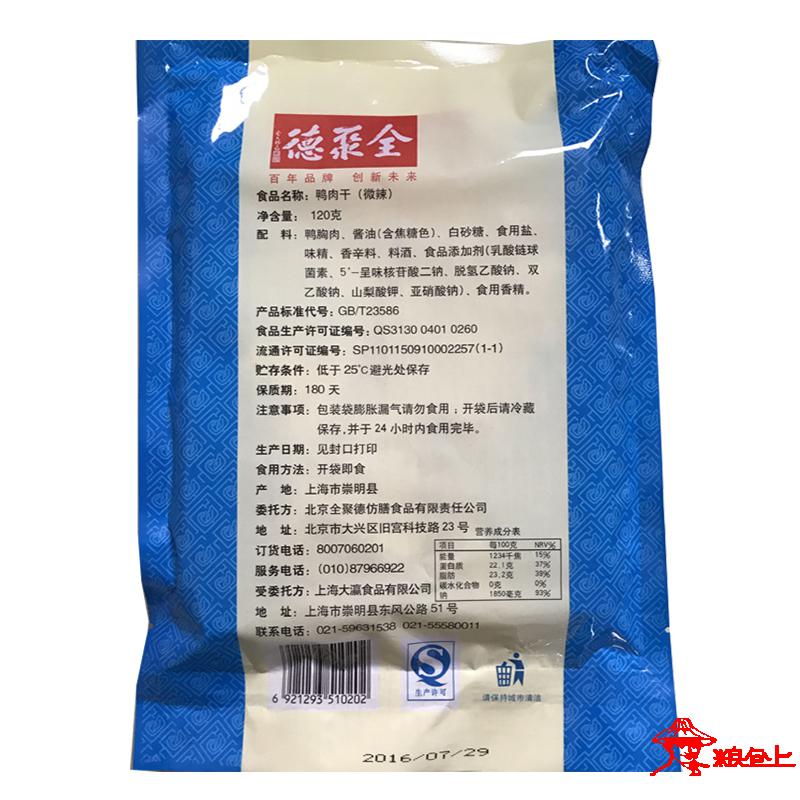 德聚全
百年品牌 创新未来
食品名称：鸭肉干（微辣）
净含量： 120克
配 料：鸭胸肉、酱油(含焦糖色)、白砂糖、食用盐、
味精、香辛料、料酒、食品添加剂(乳酸链球
菌素、5'-呈味核苷酸二钠、脱氢乙酸钠、双
乙酸钠、山梨酸钾、亚硝酸钠)、食用香精。
产品标准代号：GB/T23586
食品生产许可证编号：QS3130 0401 0260
流通许可证编号：SP1101150910002257(1-1)
贮存条件：低于25℃避光处保存
保质期：180 天
注意事项：包装袋膨胀漏气请勿食用；开袋后请冷藏
保存,并于 24 小时内食用完毕。
生产日期：见封口打印
食用方法：开袋即食
产 地：上海市崇明县
委托方：北京全聚德仿膳食品有限责任公司
地 址：北京市大兴区旧宫科技路23号
订货电话：8007060201
服务电话：(010)87966922
受委托方：上海大瀛食品有限公司
地 址：上海市崇明县东风公路51号
联系电话：021-59631538 021-55580011
营养成分表
项目 每100克 NRV%
能量 1234千焦 15%
蛋白质 22.1克 37%
脂肪 23.2克 39%
碳水化合物 0克 0%
钠 1850毫克 93%
6 921293 510202
QS
生产许可
请保持城市清洁
2016/07/29
粮仓上